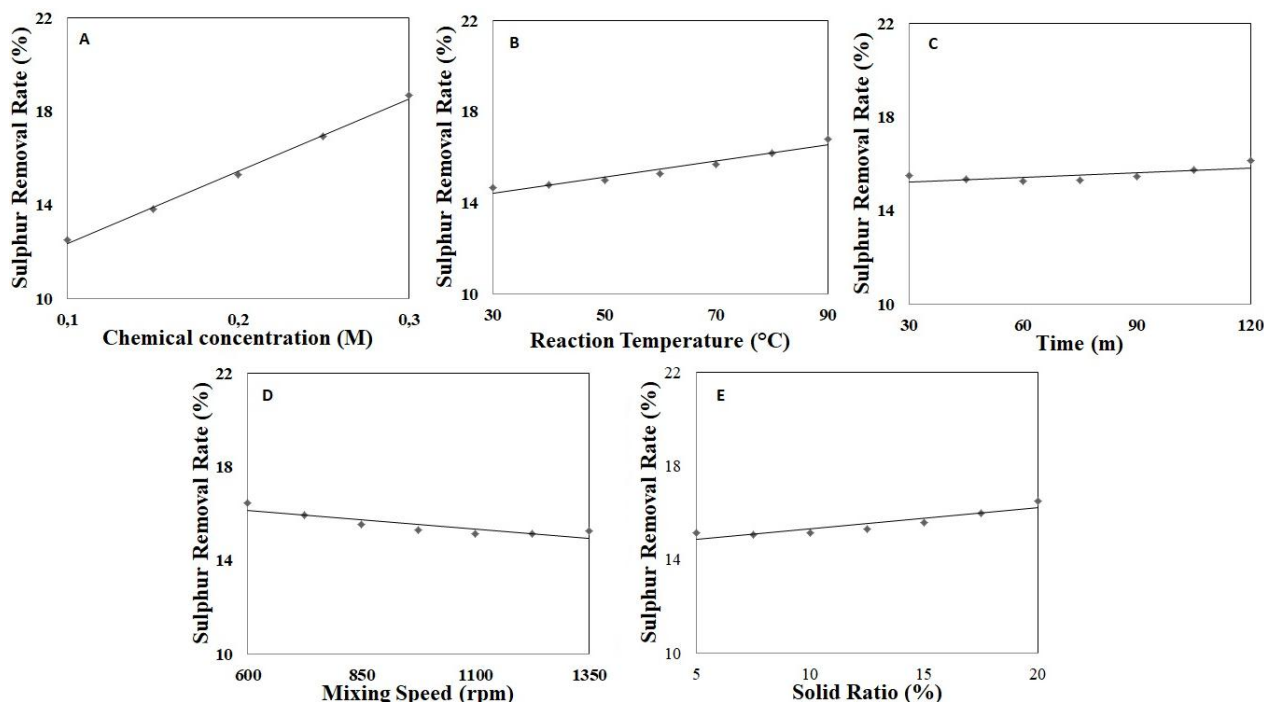 A
Sulphur Removal Rate (%)
22
18
14
10
0,1 0,2 0,3
Chemical concentration (M)
B
Sulphur Removal Rate (%)
22
18
14
10
30 50 70 90
Reaction Temperature (°C)
C
Sulphur Removal Rate (%)
22
18
14
10
30 60 90 120
Time (m)
D
Sulphur Removal Rate (%)
22
18
14
10
600 850 1100 1350
Mixing Speed (rpm)
E
Sulphur Removal Rate (%)
22
18
14
10
5 10 15 20
Solid Ratio (%)